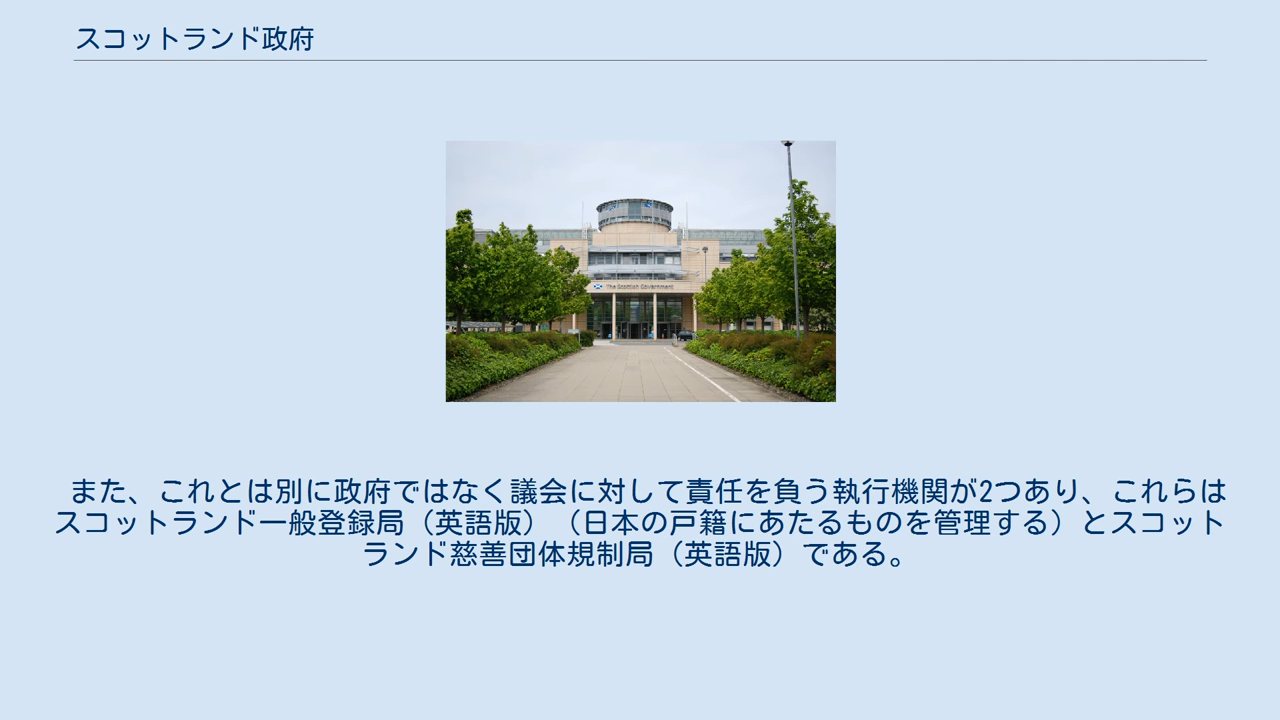 スコットランド政府
The Scottish Government
また、これとは別に政府ではなく議会に対して責任を負う執行機関が2つあり、これらは
スコットランド一般登録局（英語版）（日本の戸籍にあたるものを管理する）とスコット
ランド慈善団体規制局（英語版）である。